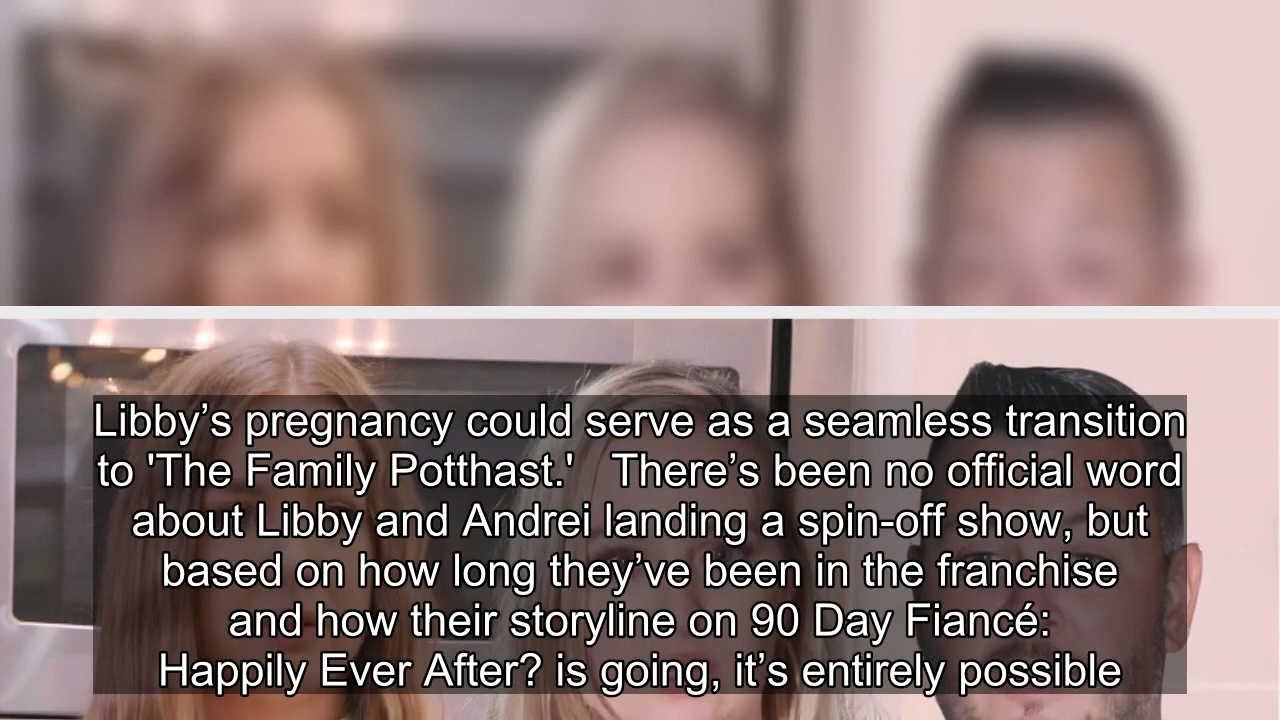 Libby’s pregnancy could serve as a seamless transition
to 'The Family Potthast.'   There’s been no official word
about Libby and Andrei landing a spin-off show, but
based on how long they’ve been in the franchise
and how their storyline on 90 Day Fiancé:
Happily Ever After? is going, it’s entirely possible